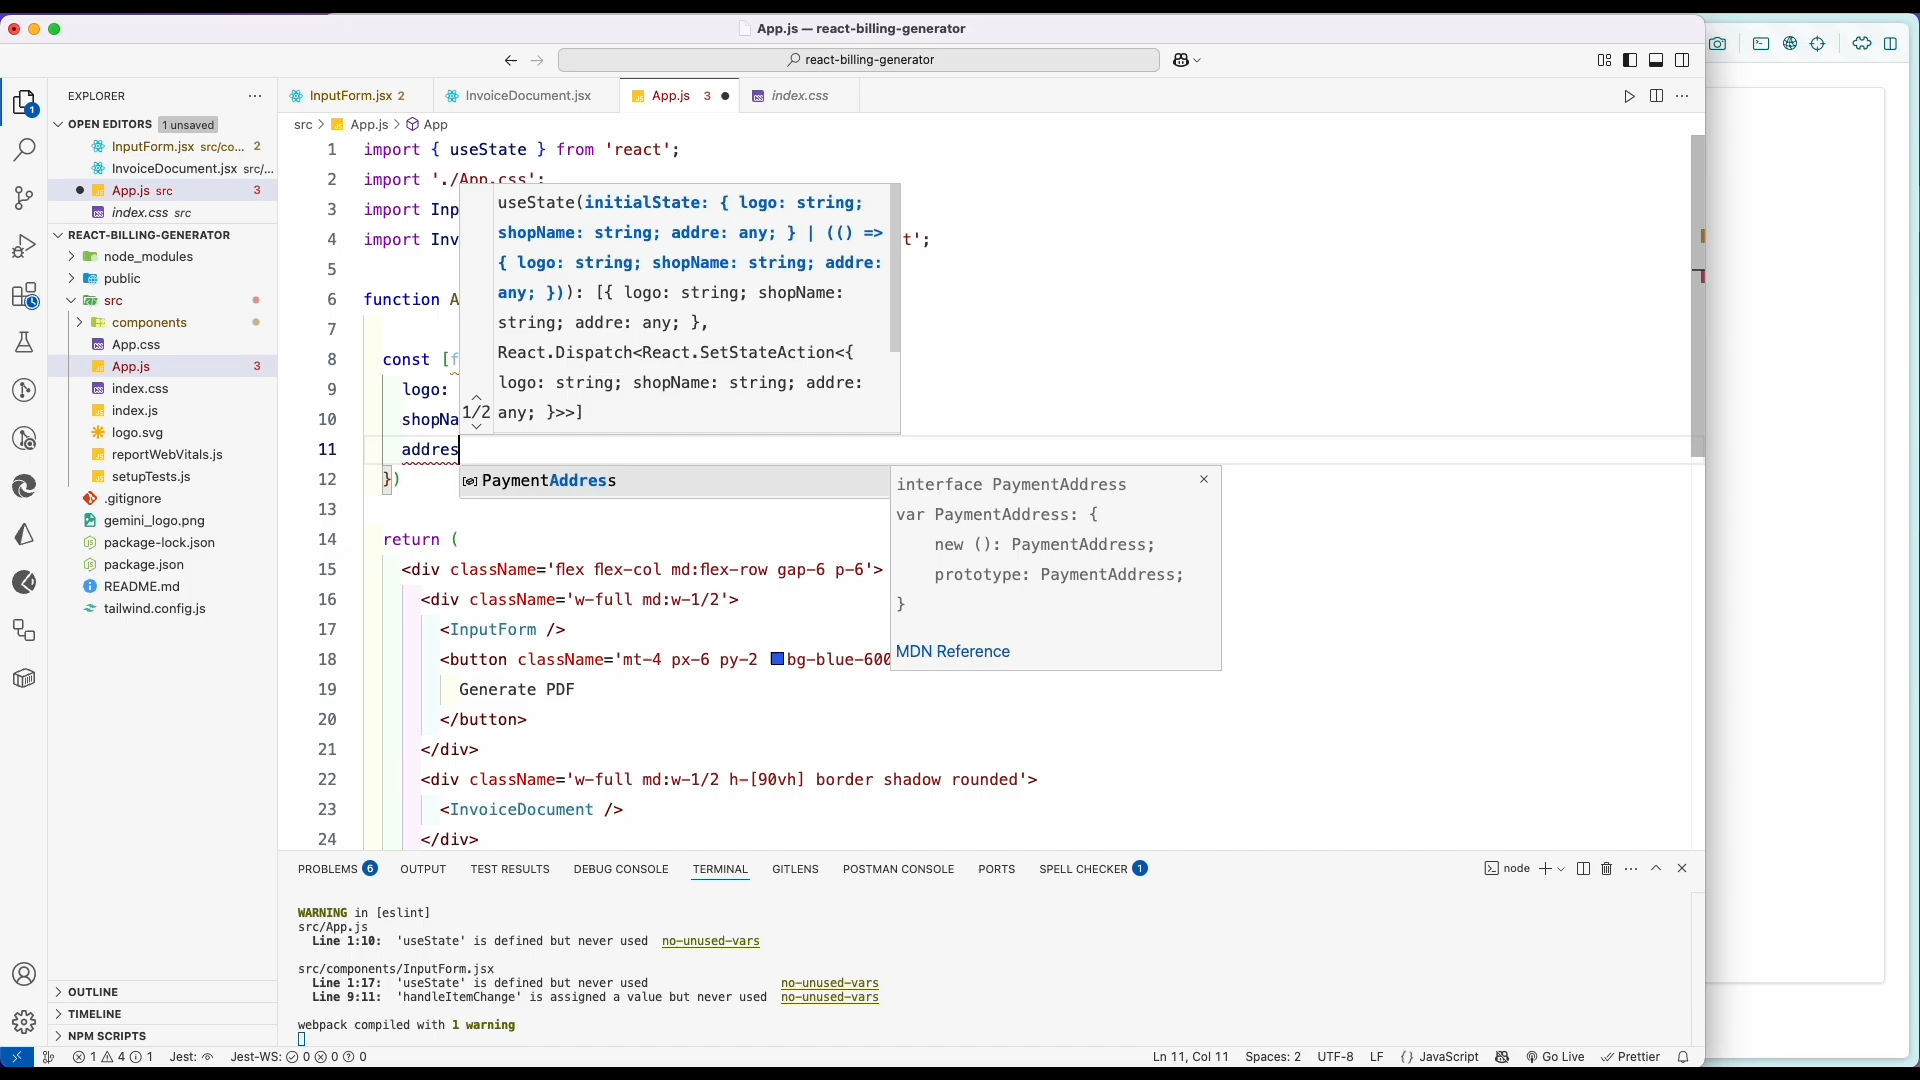 App.js — react-billing-generator
react-billing-generator
EXPLORER
OPEN EDITORS 1 unsaved
InputForm.jsx src/co... 2
InvoiceDocument.jsx src/...
App.js src 3
index.css src
REACT-BILLING-GENERATOR
node_modules
public
src
components
App.css
App.js 3
index.css
index.js
logo.svg
reportWebVitals.js
setupTests.js
.gitignore
gemini_logo.png
package-lock.json
package.json
README.md
tailwind.config.js
OUTLINE
TIMELINE
NPM SCRIPTS
InputForm.jsx 2
InvoiceDocument.jsx
App.js 3
index.css
src > App.js > App
1 import { useState } from 'react';
2 import './App.css';
3 import Inp
4 import Inv t';
5
6 function A
7
8 const [f
9 logo:
10 shopNa
11 addres
12 })
13
14 return (
15 <div className='flex flex-col md:flex-row gap-6 p-6'>
16 <div className='w-full md:w-1/2'>
17 <InputForm />
18 <button className='mt-4 px-6 py-2 bg-blue-600
19 Generate PDF
20 </button>
21 </div>
22 <div className='w-full md:w-1/2 h-[90vh] border shadow rounded'>
23 <InvoiceDocument />
24 </div>
useState(initialState: { logo: string;
shopName: string; addre: any; } | (() =>
{ logo: string; shopName: string; addre:
any; })): [{ logo: string; shopName:
string; addre: any; },
React.Dispatch<React.SetStateAction<{
logo: string; shopName: string; addre:
1/2 any; }>>]
PaymentAddress
interface PaymentAddress
var PaymentAddress: {
new (): PaymentAddress;
prototype: PaymentAddress;
}
MDN Reference
PROBLEMS 6 OUTPUT TEST RESULTS DEBUG CONSOLE TERMINAL GITLENS POSTMAN CONSOLE PORTS SPELL CHECKER 1
node
WARNING in [eslint]
src/App.js
Line 1:10: 'useState' is defined but never used no-unused-vars
src/components/InputForm.jsx
Line 1:17: 'useState' is defined but never used no-unused-vars
Line 9:11: 'handleItemChange' is assigned a value but never used no-unused-vars
webpack compiled with 1 warning
1 4 1 Jest: Jest-WS: 0 0 0
Ln 11, Col 11 Spaces: 2 UTF-8 LF {} JavaScript Go Live Prettier